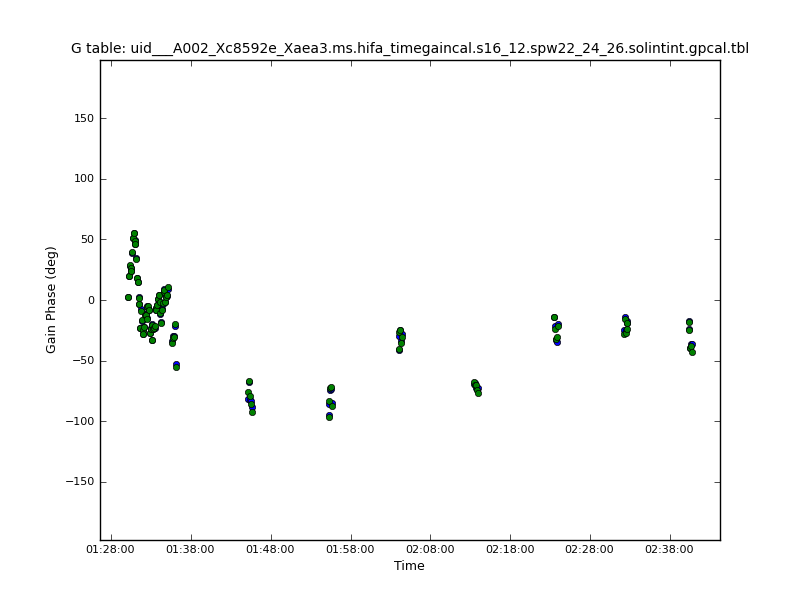 G table: uid___A002_Xc8592e_Xaea3.ms.hifa_timegaincal.s16_12.spw22_24_26.solintint.gpcal.tbl
150
100
50
0
−50
−100
−150
Gain Phase (deg)
01:28:00 01:38:00 01:48:00 01:58:00 02:08:00 02:18:00 02:28:00 02:38:00
Time